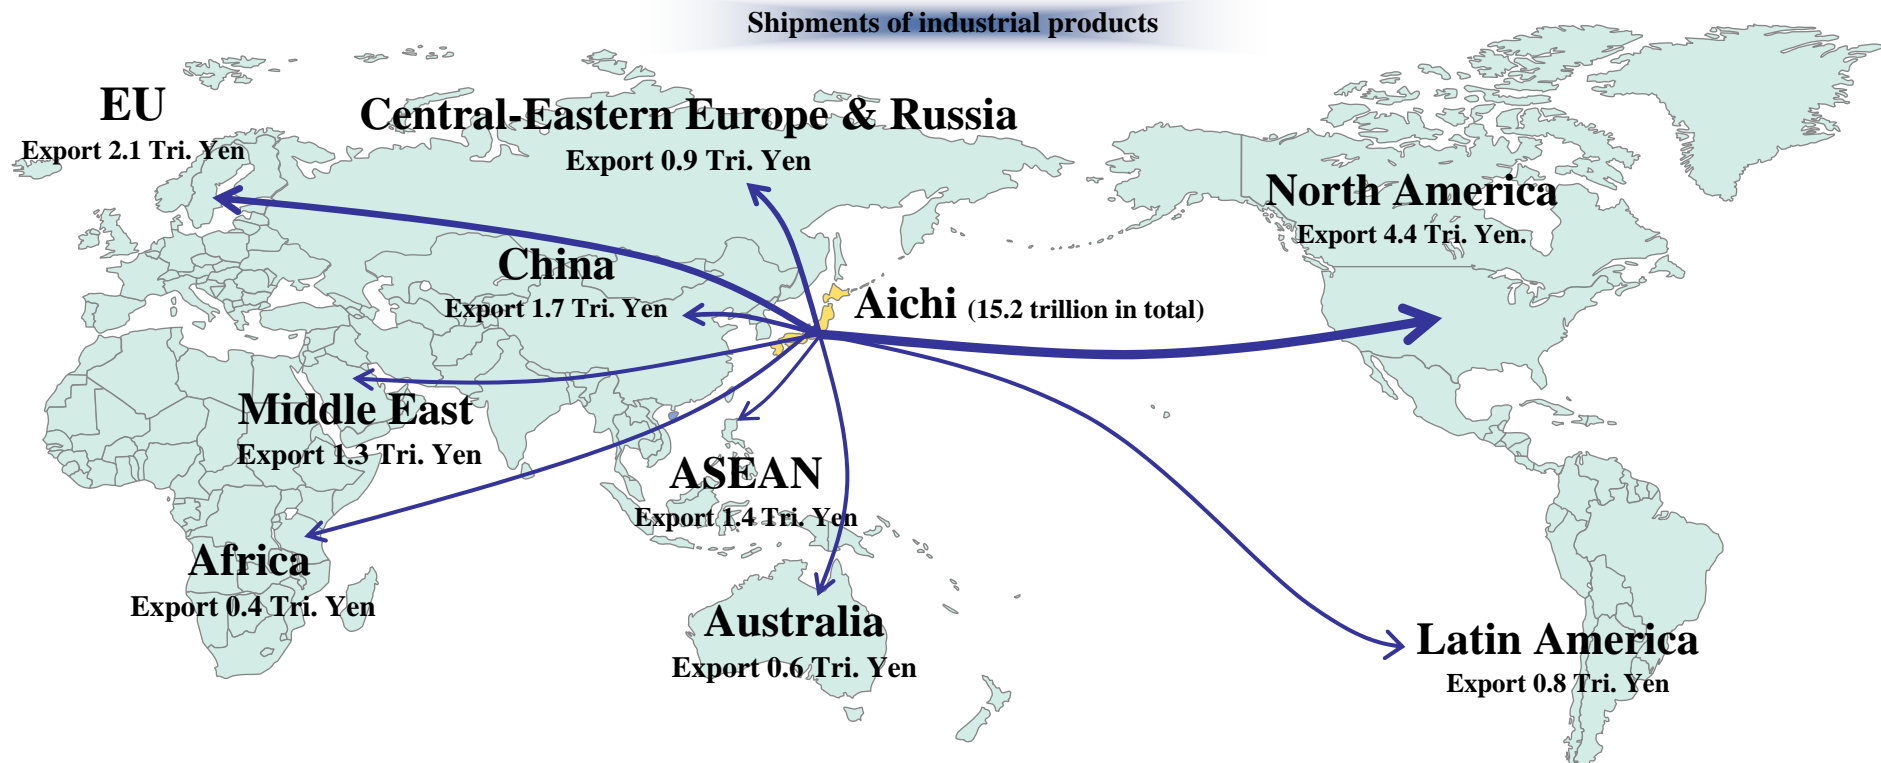 Shipments of industrial products
EU
Export 2.1 Tri. Yen
Central-Eastern Europe & Russia
Export 0.9 Tri. Yen
North America
Export 4.4 Tri. Yen.
China
Export 1.7 Tri. Yen
Aichi (15.2 trillion in total)
Middle East
Export 1.3 Tri. Yen
ASEAN
Export 1.4 Tri. Yen
Africa
Export 0.4 Tri. Yen
Australia
Export 0.6 Tri. Yen
Latin America
Export 0.8 Tri. Yen